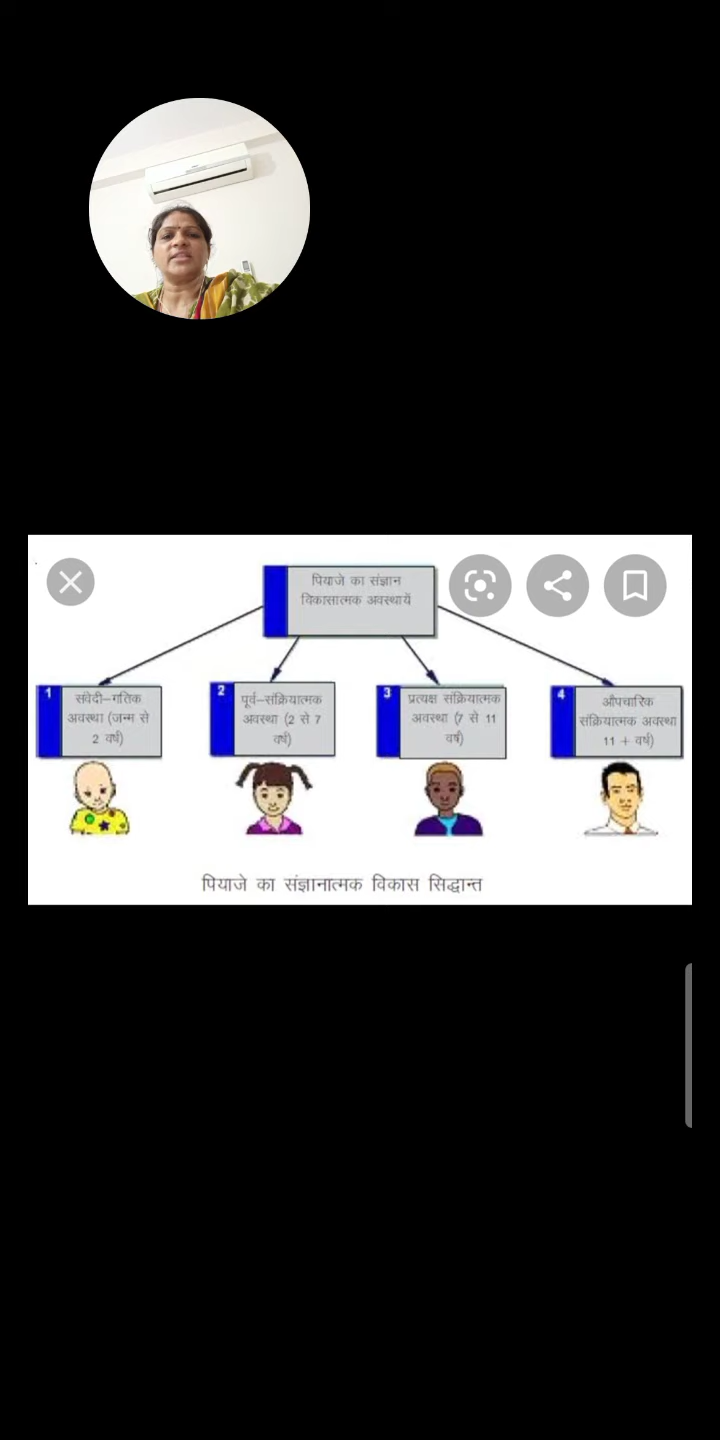 पियाजे का संज्ञान
विकासात्मक अवस्थायें
1
संवेदी–गतिक
अवस्था (जन्म से
2 वर्ष)
2
पूर्व–संक्रियात्मक
अवस्था (2 से 7
वर्ष)
3
प्रत्यक्ष संक्रियात्मक
अवस्था (7 से 11
वर्ष)
4
औपचारिक
संक्रियात्मक अवस्था
11 + वर्ष)
पियाजे का संज्ञानात्मक विकास सिद्धान्त